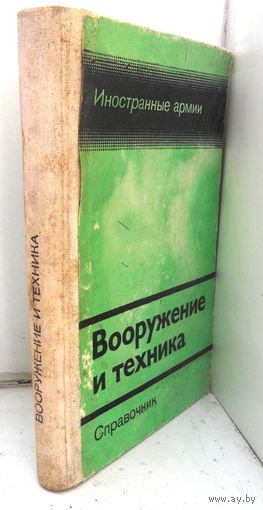 Иностранные армии
Вооружение
и техника
Справочник
ВООРУЖЕНИЕ И ТЕХНИКА
www.ay.by